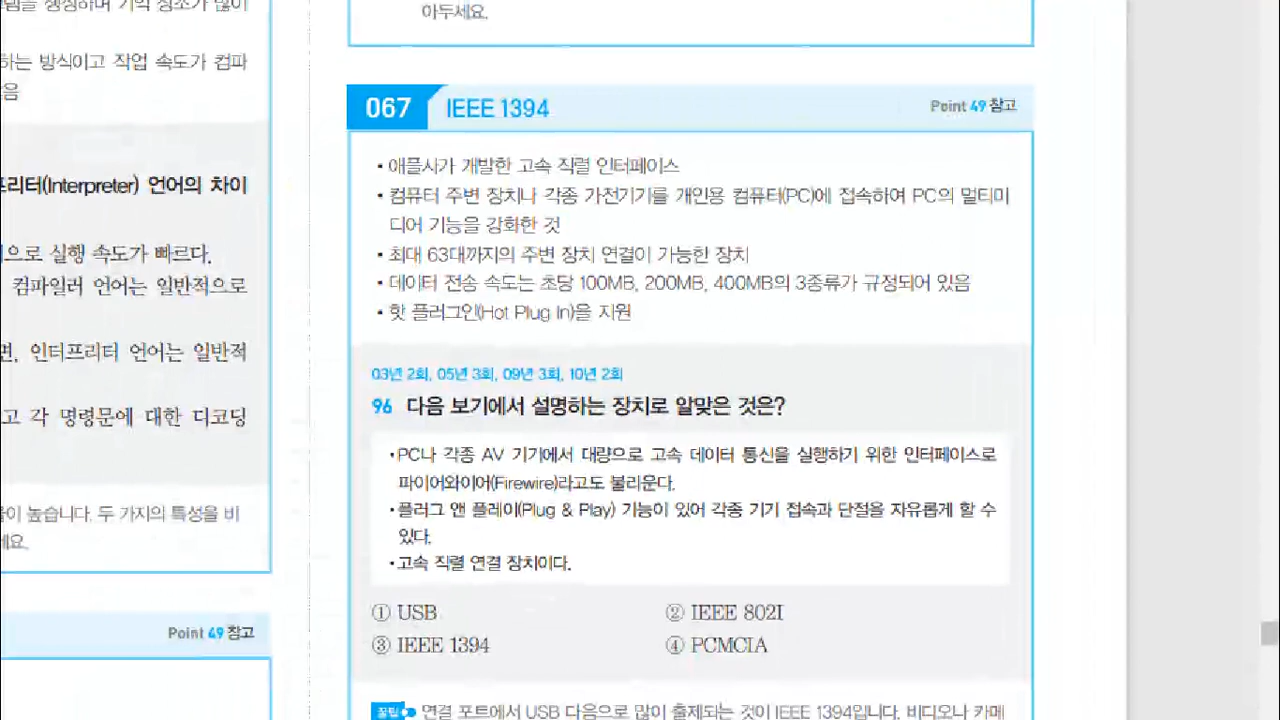 많이
하는 방식이고 작업 속도가 컴파
음
프리터(Interpreter) 언어의 차이
으로 실행 속도가 빠르다.
컴파일러 언어는 일반적으로
면, 인터프리터 언어는 일반적
고 각 명령문에 대한 디코딩
이 높습니다. 두 가지의 특성을 비
세요.
Point 49 참고
아두세요.
067 IEEE 1394 Point 49 참고
• 애플사가 개발한 고속 직렬 인터페이스
• 컴퓨터 주변 장치나 각종 가전기기를 개인용 컴퓨터(PC)에 접속하여 PC의 멀티미
디어 기능을 강화한 것
• 최대 63대까지의 주변 장치 연결이 가능한 장치
• 데이터 전송 속도는 초당 100MB, 200MB, 400MB의 3종류가 규정되어 있음
• 핫 플러그인(Hot Plug In)을 지원
03년 2회, 05년 3회, 09년 3회, 10년 2회
96 다음 보기에서 설명하는 장치로 알맞은 것은?
•PC나 각종 AV 기기에서 대량으로 고속 데이터 통신을 실행하기 위한 인터페이스로
파이어와이어(Firewire)라고도 불리운다.
•플러그 앤 플레이(Plug & Play) 기능이 있어 각종 기기 접속과 단절을 자유롭게 할 수
있다.
•고속 직렬 연결 장치이다.
① USB ② IEEE 802I
③ IEEE 1394 ④ PCMCIA
꿀팁 연결 포트에서 USB 다음으로 많이 출제되는 것이 IEEE 1394입니다. 비디오나 카메